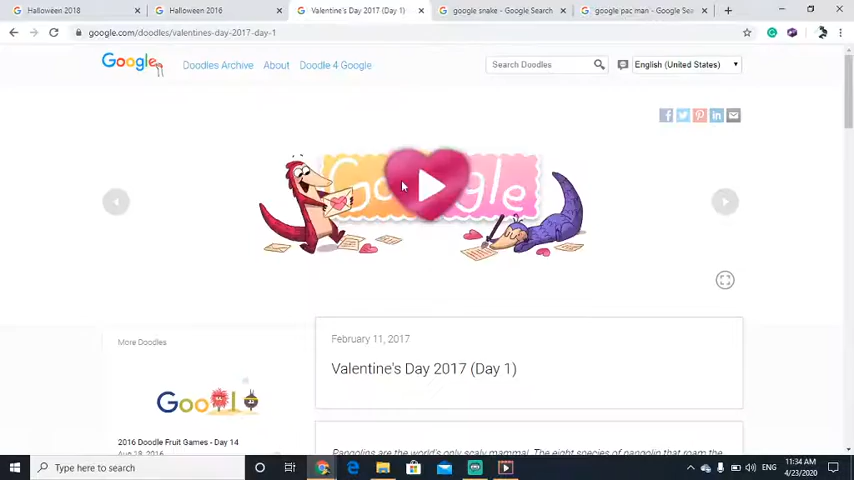 Halloween 2018
Halloween 2016
Valentine's Day 2017 (Day 1)
google snake - Google Search
google pac man - Google Sea
google.com/doodles/valentines-day-2017-day-1
Google
Doodles Archive
About
Doodle 4 Google
Search Doodles
English (United States)
Google
February 11, 2017
Valentine's Day 2017 (Day 1)
More Doodles
2016 Doodle Fruit Games - Day 14
Aug 18, 2016
Pangolins are the world's only scaly mammal. The eight species of pangolin that roam the
Type here to search
ENG
11:34 AM
4/23/2020